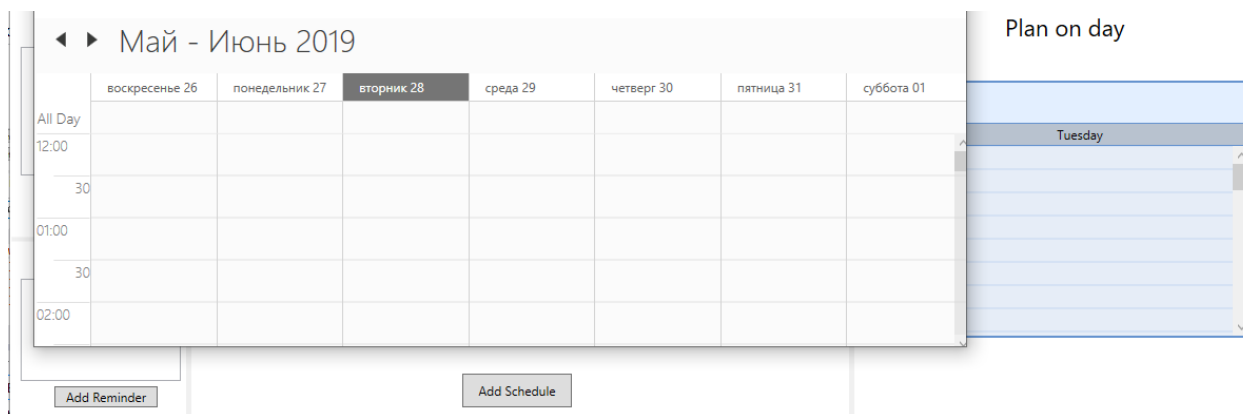 Май - Июнь 2019
Plan on day
воскресенье 26 понедельник 27 вторник 28 среда 29 четверг 30 пятница 31 суббота 01
All Day
Tuesday
12:00
30
01:00
30
02:00
Add Schedule
Add Reminder